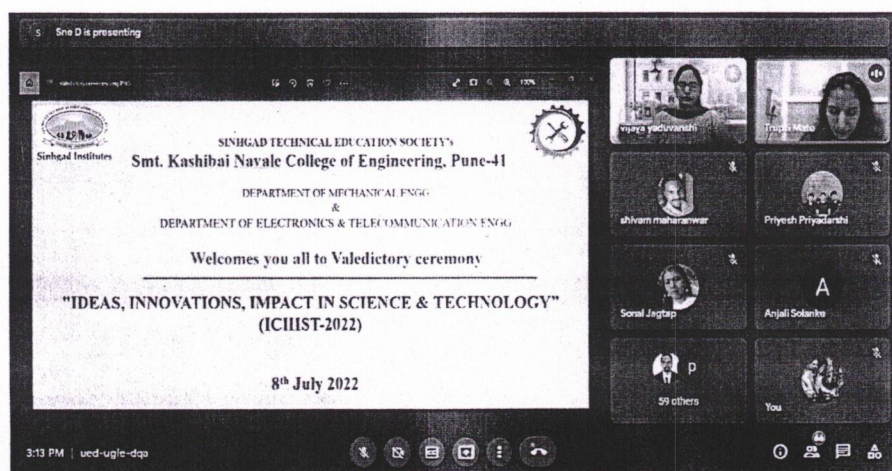 S Sne D is presenting
100%
Sinhgad Institutes
SINHGAD TECHNICAL EDUCATION SOCIETY's
Smt. Kashibai Navale College of Engineering, Pune-41
DEPARTMENT OF MECHANICAL ENGG
&
DEPARTMENT OF ELECTRONICS & TELECOMMUNICATION ENGG
Welcomes you all to Valedictory ceremony
"IDEAS, INNOVATIONS, IMPACT IN SCIENCE & TECHNOLOGY"
(ICIIIST-2022)
8th July 2022
vijaya yaduvanshi
Trupti Mate
shivam maharanwar
Priyesh Priyadarshi
Sonal Jagtap
A
Anjali Solanke
P
59 others
You
3:13 PM | ued-ugie-dqa